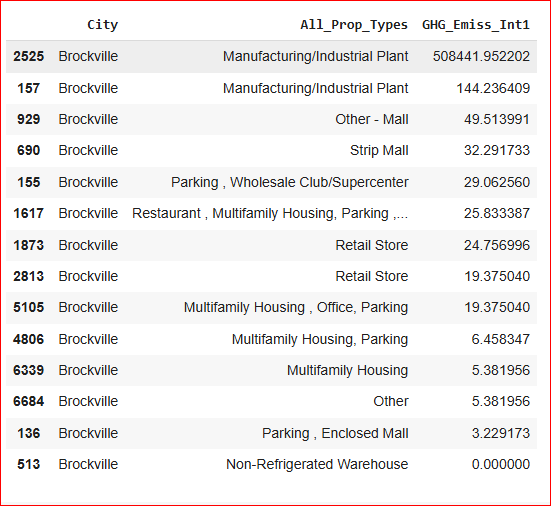 City All_Prop_Types GHG_Emiss_Int1
2525 Brockville Manufacturing/Industrial Plant 508441.952202
157 Brockville Manufacturing/Industrial Plant 144.236409
929 Brockville Other - Mall 49.513991
690 Brockville Strip Mall 32.291733
155 Brockville Parking , Wholesale Club/Supercenter 29.062560
1617 Brockville Restaurant , Multifamily Housing, Parking ,... 25.833387
1873 Brockville Retail Store 24.756996
2813 Brockville Retail Store 19.375040
5105 Brockville Multifamily Housing , Office, Parking 19.375040
4806 Brockville Multifamily Housing, Parking 6.458347
6339 Brockville Multifamily Housing 5.381956
6684 Brockville Other 5.381956
136 Brockville Parking , Enclosed Mall 3.229173
513 Brockville Non-Refrigerated Warehouse 0.000000